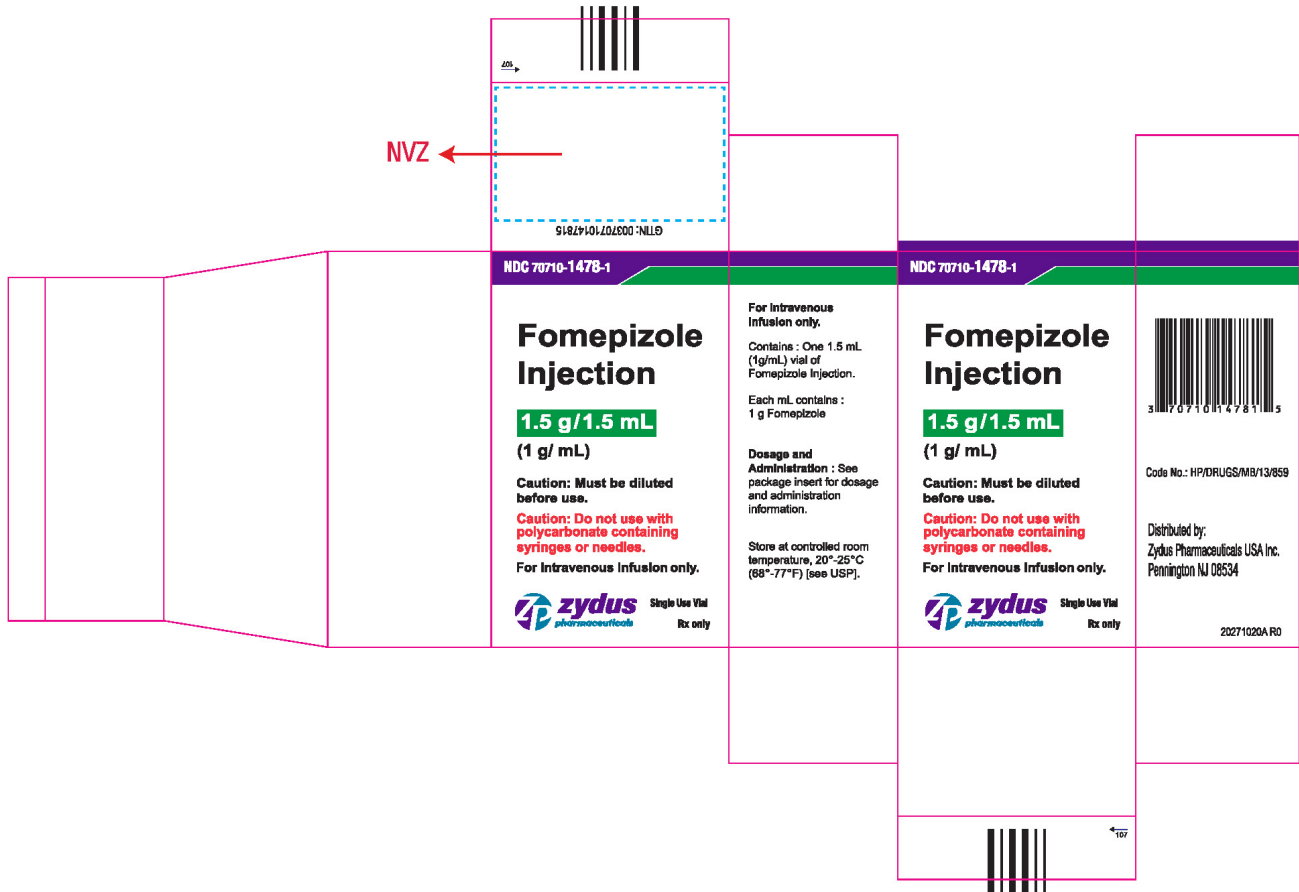 107
NVZ
GTIN: 00370710147815
NDC 70710-1478-1
Fomepizole
Injection
1.5 g/1.5 mL
(1 g/ mL)
Caution: Must be diluted
before use.
Caution: Do not use with
polycarbonate containing
syringes or needles.
For Intravenous Infusion only.
zydus
pharmaceuticals
Single Use Vial
Rx only
For Intravenous
Infusion only.
Contains : One 1.5 mL
(1g/mL) vial of
Fomepizole Injection.
Each mL contains :
1 g Fomepizole
Dosage and
Administration : See
package insert for dosage
and administration
information.
Store at controlled room
temperature, 20°-25°C
(68°-77°F) [see USP].
NDC 70710-1478-1
Fomepizole
Injection
1.5 g/1.5 mL
(1 g/ mL)
Caution: Must be diluted
before use.
Caution: Do not use with
polycarbonate containing
syringes or needles.
For Intravenous Infusion only.
zydus
pharmaceuticals
Single Use Vial
Rx only
3 70710 14781 5
Code No.: HP/DRUGS/MB/13/859
Distributed by:
Zydus Pharmaceuticals USA Inc.
Pennington NJ 08534
20271020A R0
107